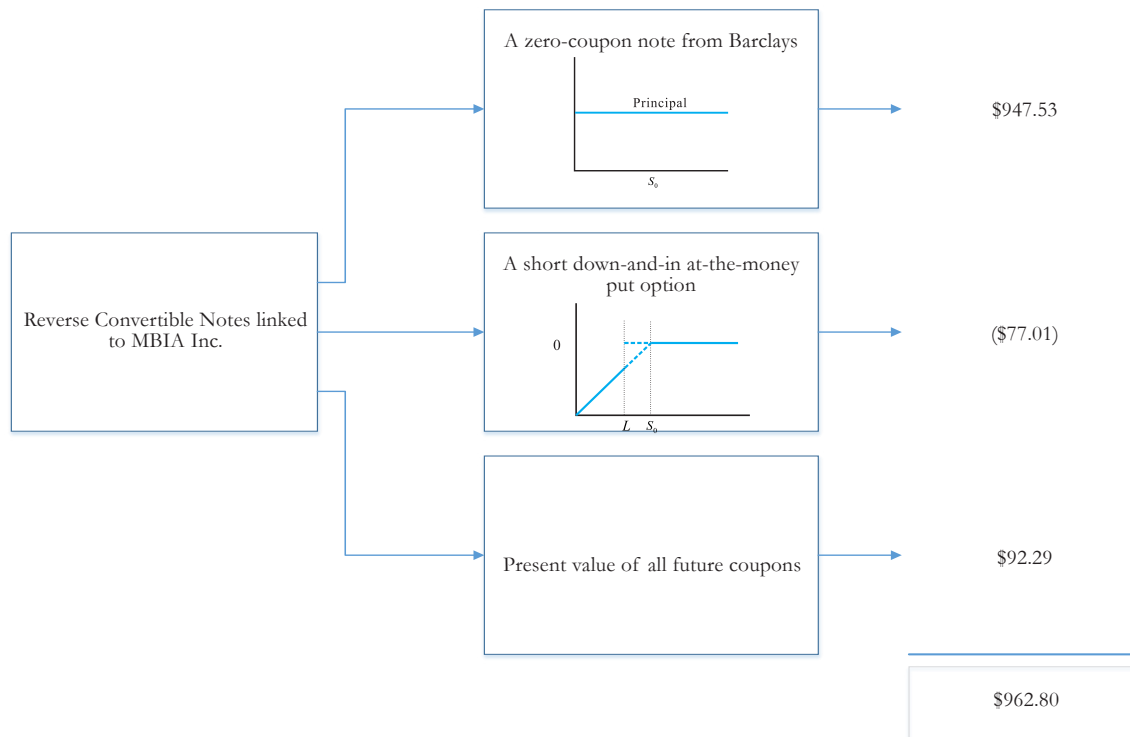 A zero-coupon note from Barclays
Principal
S₀
$947.53
Reverse Convertible Notes linked
to MBIA Inc.
A short down-and-in at-the-money
put option
0
L S₀
($77.01)
Present value of all future coupons
$92.29
$962.80